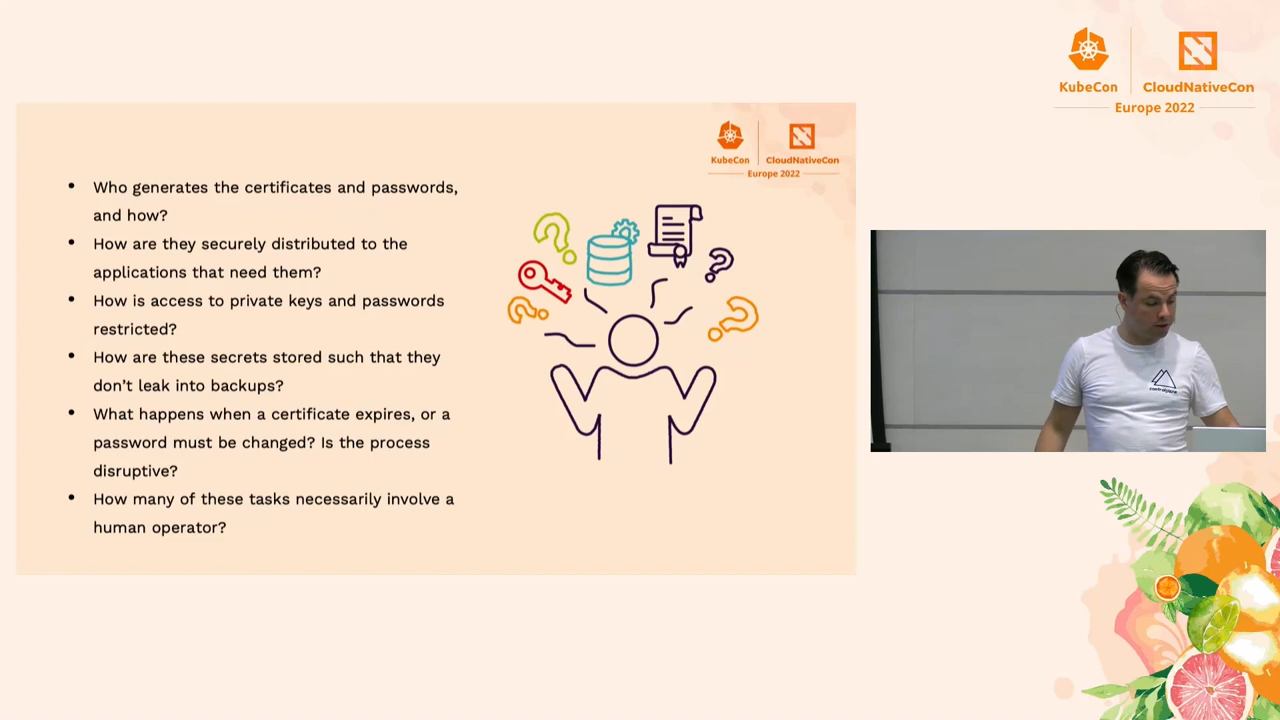 KubeCon
CloudNativeCon
Europe 2022
KubeCon
CloudNativeCon
Europe 2022
• Who generates the certificates and passwords,
and how?
• How are they securely distributed to the
applications that need them?
• How is access to private keys and passwords
restricted?
• How are these secrets stored such that they
don’t leak into backups?
• What happens when a certificate expires, or a
password must be changed? Is the process
disruptive?
• How many of these tasks necessarily involve a
human operator?
controlplane